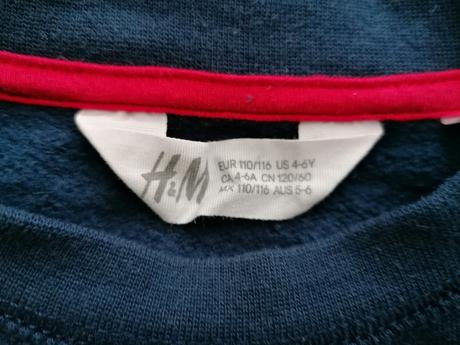 H&M
EUR 110/116 US 4-6Y
CA 4-6A CN 120/60
MX 110/116 AUS 5-6